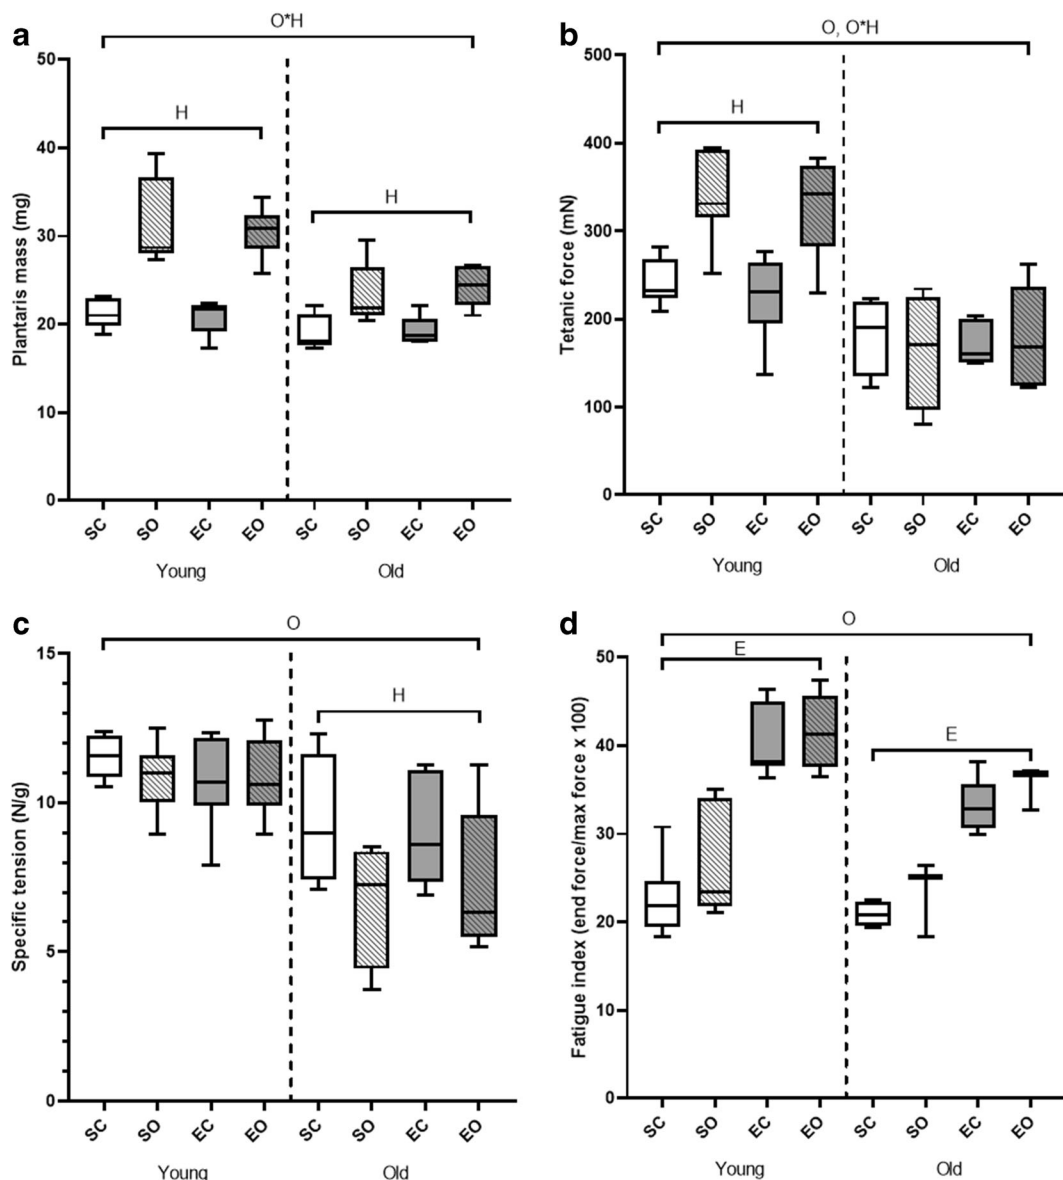 a
O*H
50
40
30
20
10
0
Plantaris mass (mg)
H
H
SC SO EC EO SC SO EC EO
Young Old
b
O, O*H
500
400
300
200
100
0
Tetanic force (mN)
H
SC SO EC EO SC SO EC EO
Young Old
c
O
15
10
5
0
Specific tension (N/g)
H
SC SO EC EO SC SO EC EO
Young Old
d
O
50
40
30
20
10
0
Fatigue index (end force/max force x 100)
E
E
SC SO EC EO SC SO EC EO
Young Old